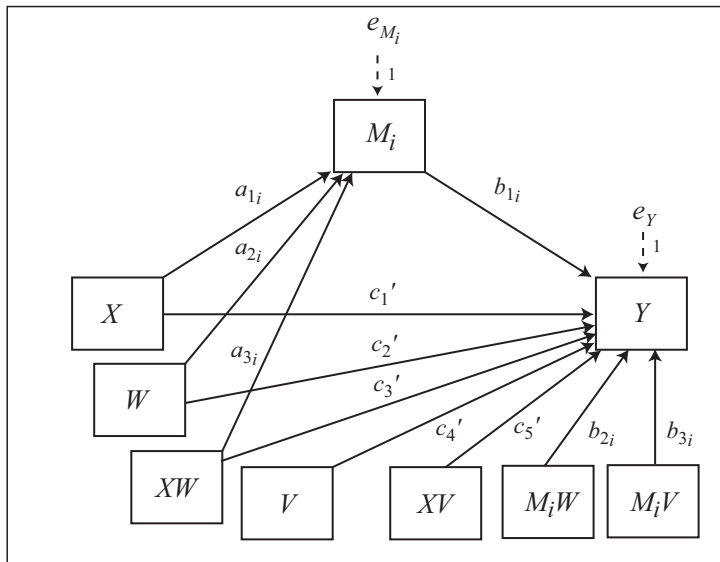 e_{M_i}
1
M_i
a_{1i}
b_{1i}
a_{2i}
e_Y
1
X
c_1′
Y
a_{3i}
c_2′
W
c_3′
c_4′
c_5′
b_{2i}
b_{3i}
XW
V
XV
M_iW
M_iV